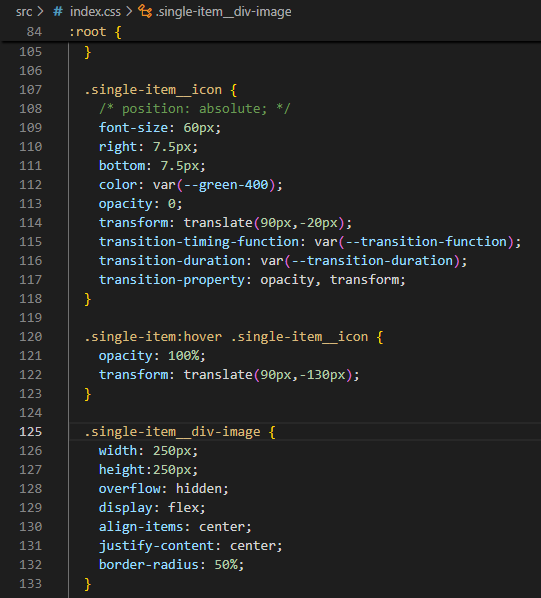 src > # index.css > .single-item__div-image
84 :root {
105 }
106
107 .single-item__icon {
108 /* position: absolute; */
109 font-size: 60px;
110 right: 7.5px;
111 bottom: 7.5px;
112 color: var(--green-400);
113 opacity: 0;
114 transform: translate(90px,-20px);
115 transition-timing-function: var(--transition-function);
116 transition-duration: var(--transition-duration);
117 transition-property: opacity, transform;
118 }
119
120 .single-item:hover .single-item__icon {
121 opacity: 100%;
122 transform: translate(90px,-130px);
123 }
124
125 .single-item__div-image {
126 width: 250px;
127 height:250px;
128 overflow: hidden;
129 display: flex;
130 align-items: center;
131 justify-content: center;
132 border-radius: 50%;
133 }